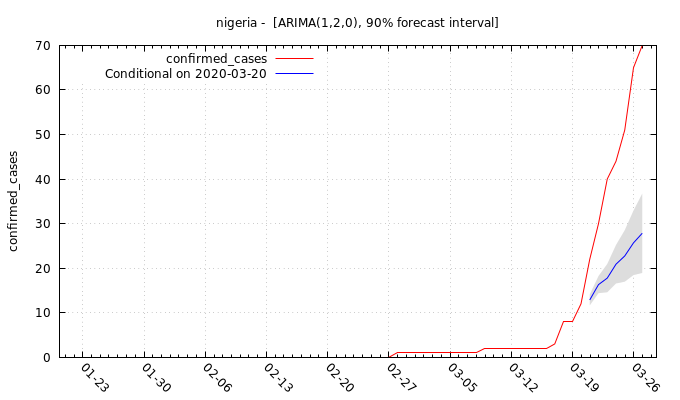 nigeria -  [ARIMA(1,2,0), 90% forecast interval]
confirmed_cases
Conditional on 2020-03-20
confirmed_cases
70
60
50
40
30
20
10
0
01-23 01-30 02-06 02-13 02-20 02-27 03-05 03-12 03-19 03-26